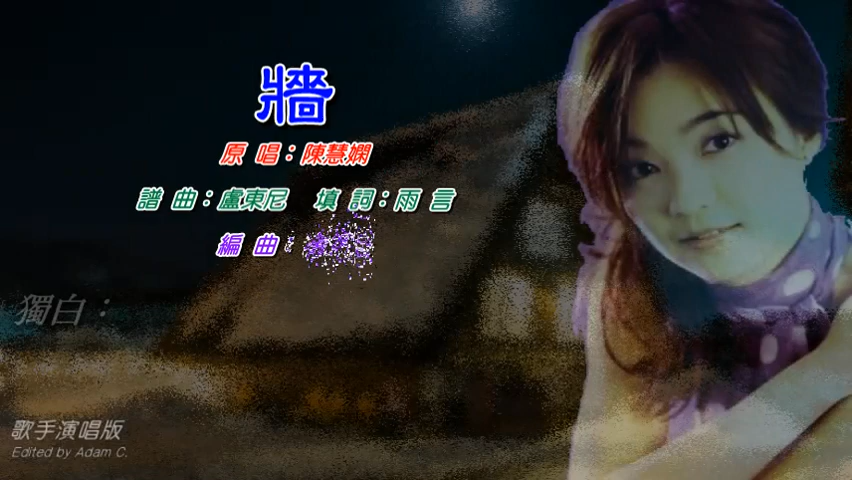 牆
原 唱：陳慧嫻
譜 曲：盧東尼 填 詞：雨 言
編 曲：
獨白：
歌手演唱版
Edited by Adam C.